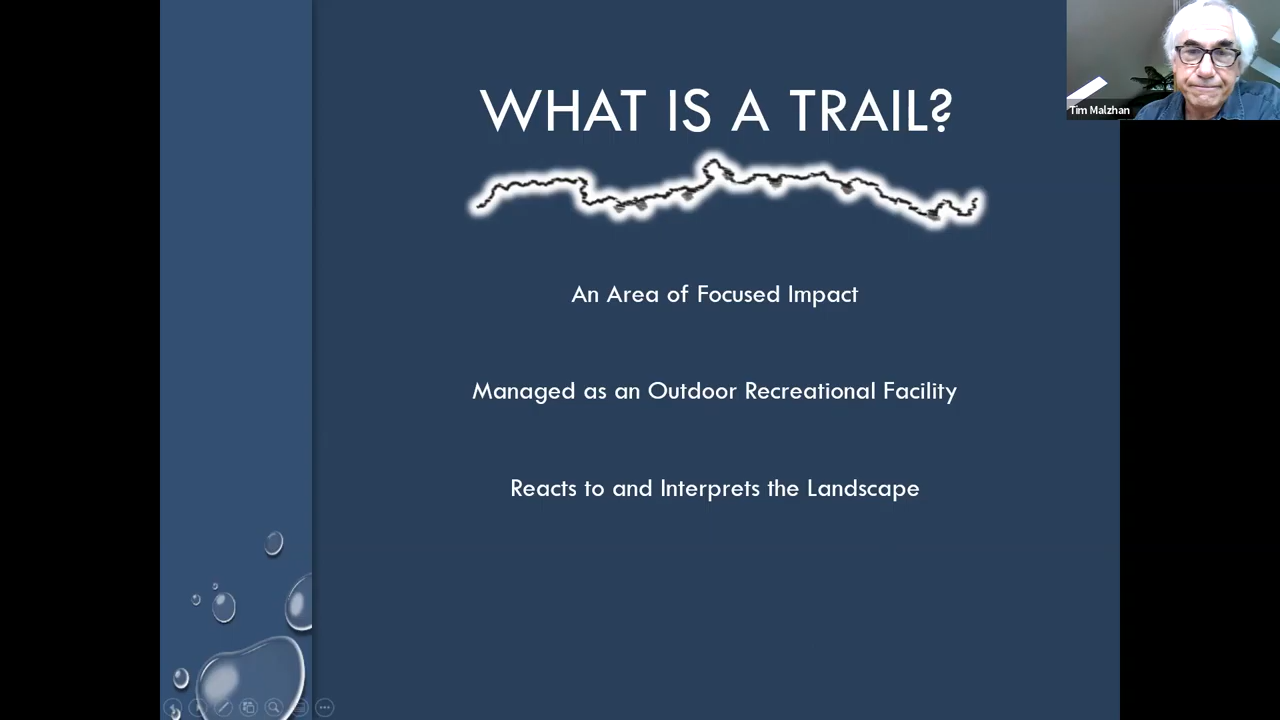 WHAT IS A TRAIL?
An Area of Focused Impact
Managed as an Outdoor Recreational Facility
Reacts to and Interprets the Landscape
Tim Malzhan